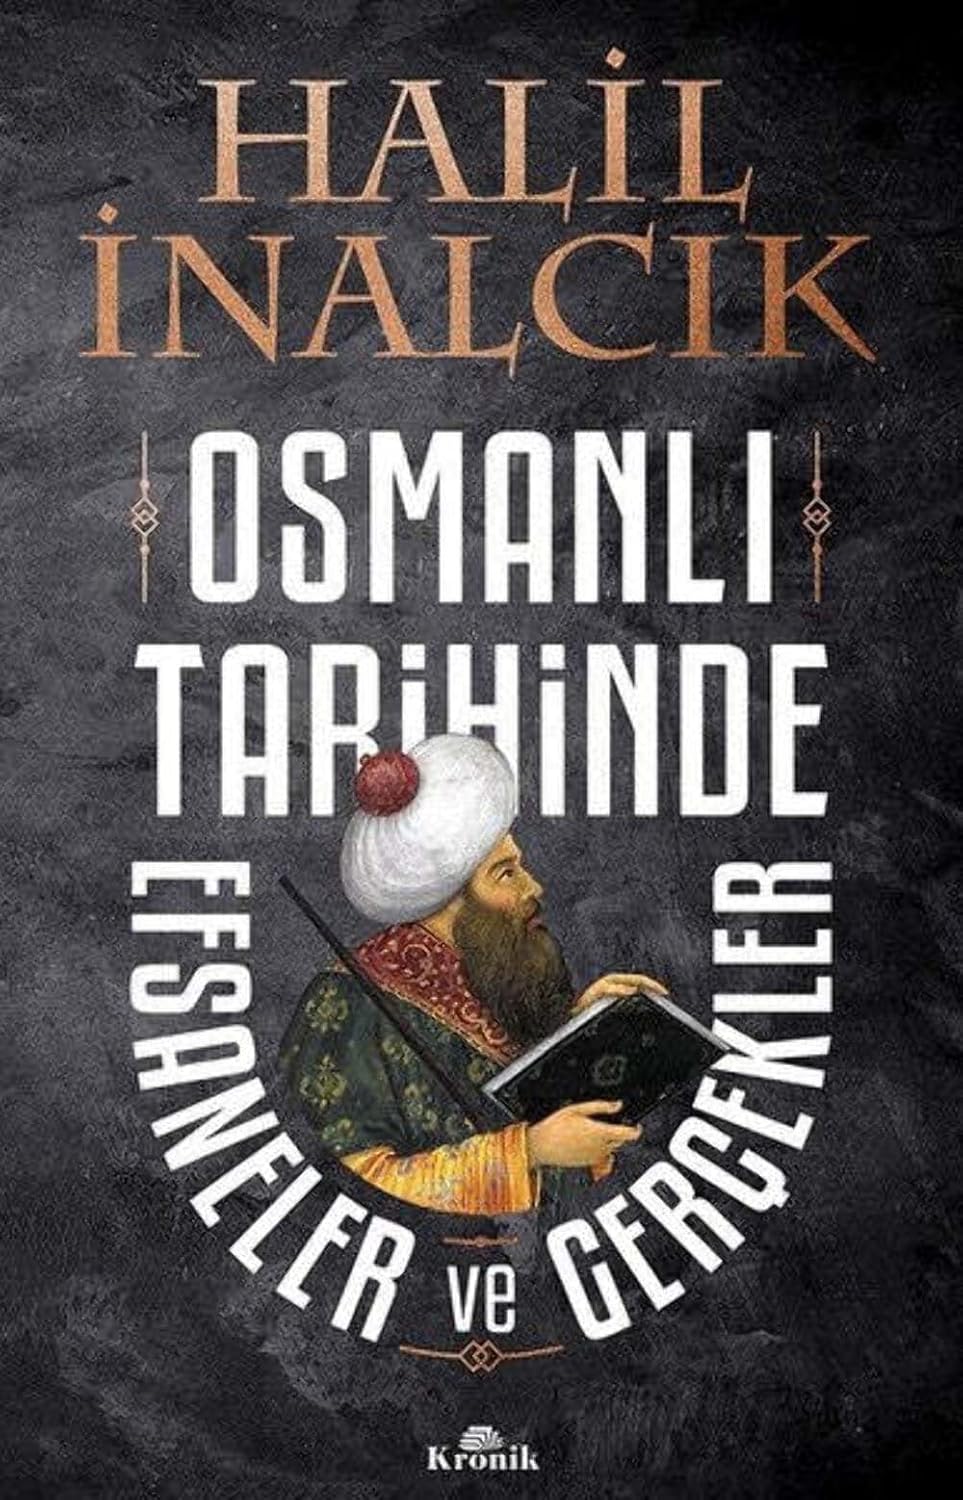 HALİL
İNALCIK
OSMANLI
TARİHİNDE
EFSANELER
ve
GERÇEKLER
Kronik